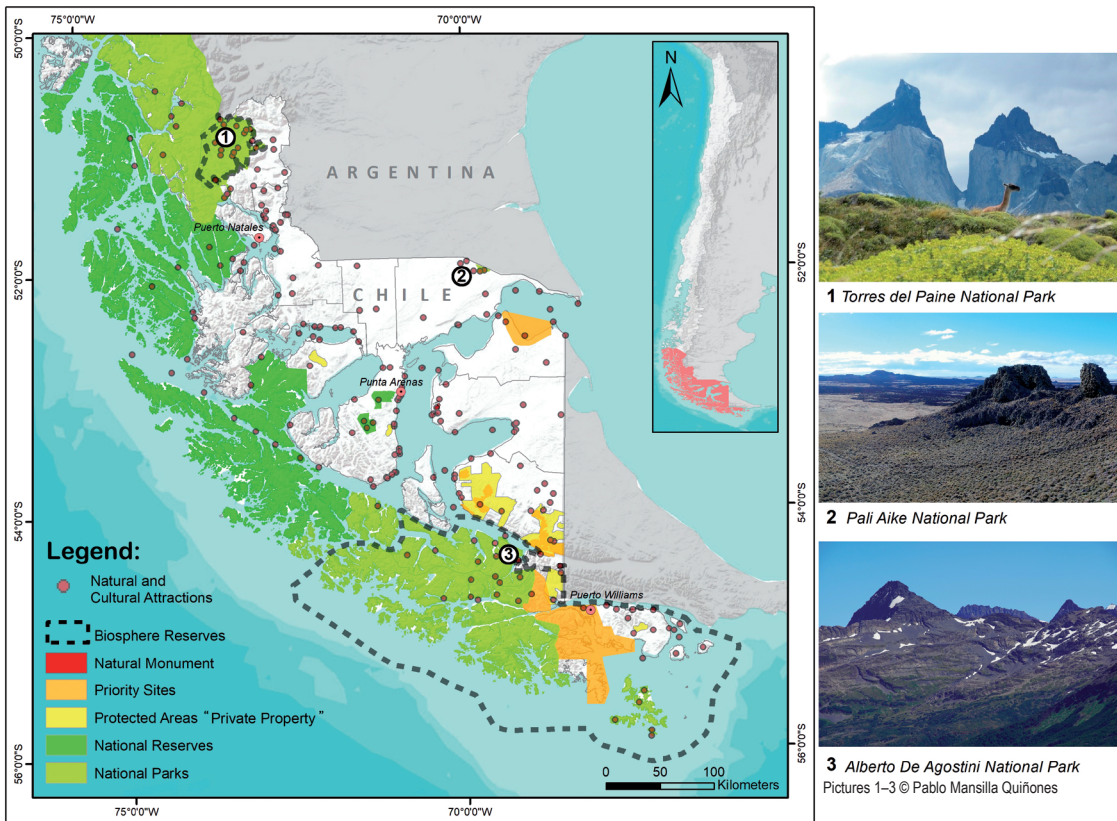 75°0'0"W
70°0'0"W
50°0'0"S
N
1
ARGENTINA
Puerto Natales
52°0'0"S
52°0'0"S
2
CHILE
Punta Arenas
54°0'0"S
54°0'0"S
3
Puerto Williams
Legend:
Natural and
Cultural Attractions
Biosphere Reserves
Natural Monument
Priority Sites
Protected Areas “Private Property”
National Reserves
National Parks
56°0'0"S
56°0'0"S
0 50 100
Kilometers
75°0'0"W
70°0'0"W
1 Torres del Paine National Park
2 Pali Aike National Park
3 Alberto De Agostini National Park
Pictures 1–3 © Pablo Mansilla Quiñones